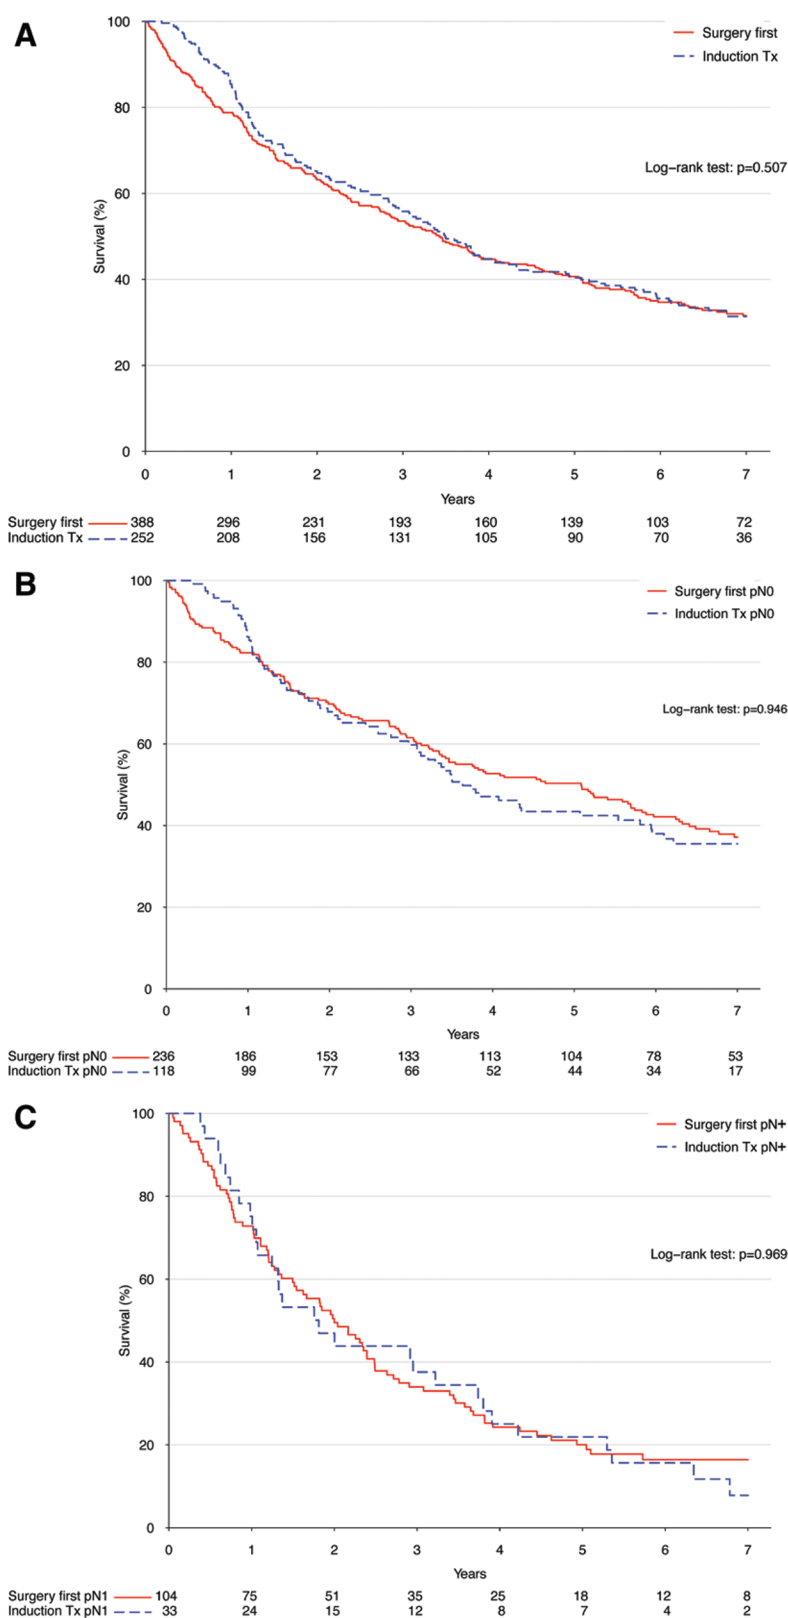 A
100
80
60
40
20
0
Survival (%)
Surgery first
Induction Tx
Log-rank test: p=0.507
0 1 2 3 4 5 6 7
Years
Surgery first 388 296 231 193 160 139 103 72
Induction Tx 252 208 156 131 105 90 70 36
B
100
80
60
40
20
0
Survival (%)
Surgery first pN0
Induction Tx pN0
Log-rank test: p=0.946
0 1 2 3 4 5 6 7
Years
Surgery first pN0 236 186 153 133 113 104 78 53
Induction Tx pN0 118 99 77 66 52 44 34 17
C
100
80
60
40
20
0
Survival (%)
Surgery first pN+
Induction Tx pN+
Log-rank test: p=0.969
0 1 2 3 4 5 6 7
Years
Surgery first pN1 104 75 51 35 25 18 12 8
Induction Tx pN1 33 24 15 12 8 7 4 2